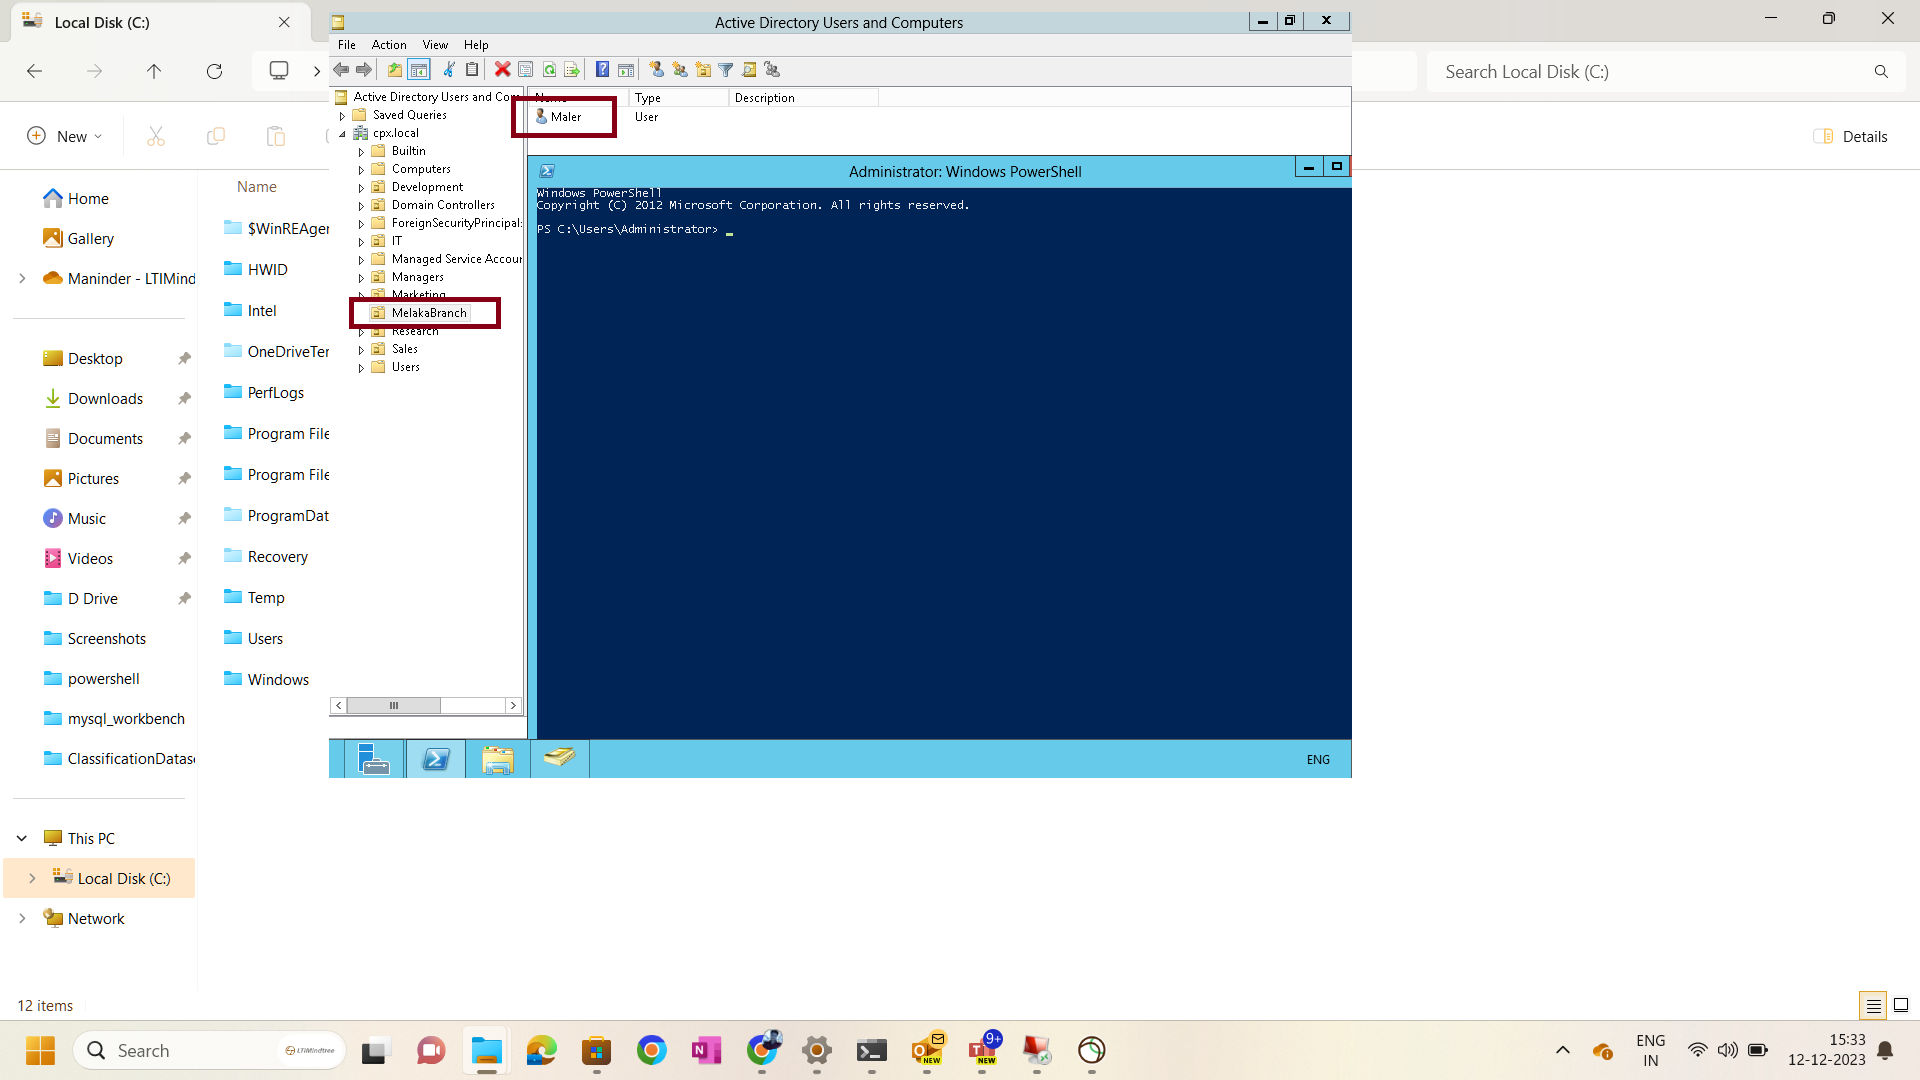 Local Disk (C:)
Search Local Disk (C:)
New
Details
Home
Gallery
Maninder - LTIMind
Desktop
Downloads
Documents
Pictures
Music
Videos
D Drive
Screenshots
powershell
mysql_workbench
ClassificationDatas
This PC
Local Disk (C:)
Network
12 items
Name
$WinREAger
HWID
Intel
OneDriveTer
PerfLogs
Program File
Program File
ProgramDat
Recovery
Temp
Users
Windows
Active Directory Users and Computers
File Action View Help
Active Directory Users and Com
Saved Queries
cpx.local
Builtin
Computers
Development
Domain Controllers
ForeignSecurityPrincipals
IT
Managed Service Accour
Managers
Marketing
MelakaBranch
Research
Sales
Users
Name Type Description
Maler User
Administrator: Windows PowerShell
Windows PowerShell
Copyright (C) 2012 Microsoft Corporation. All rights reserved.
PS C:\Users\Administrator> _
ENG
Search
LTIMindtree
NEW
9+
NEW
ENG
IN
15:33
12-12-2023